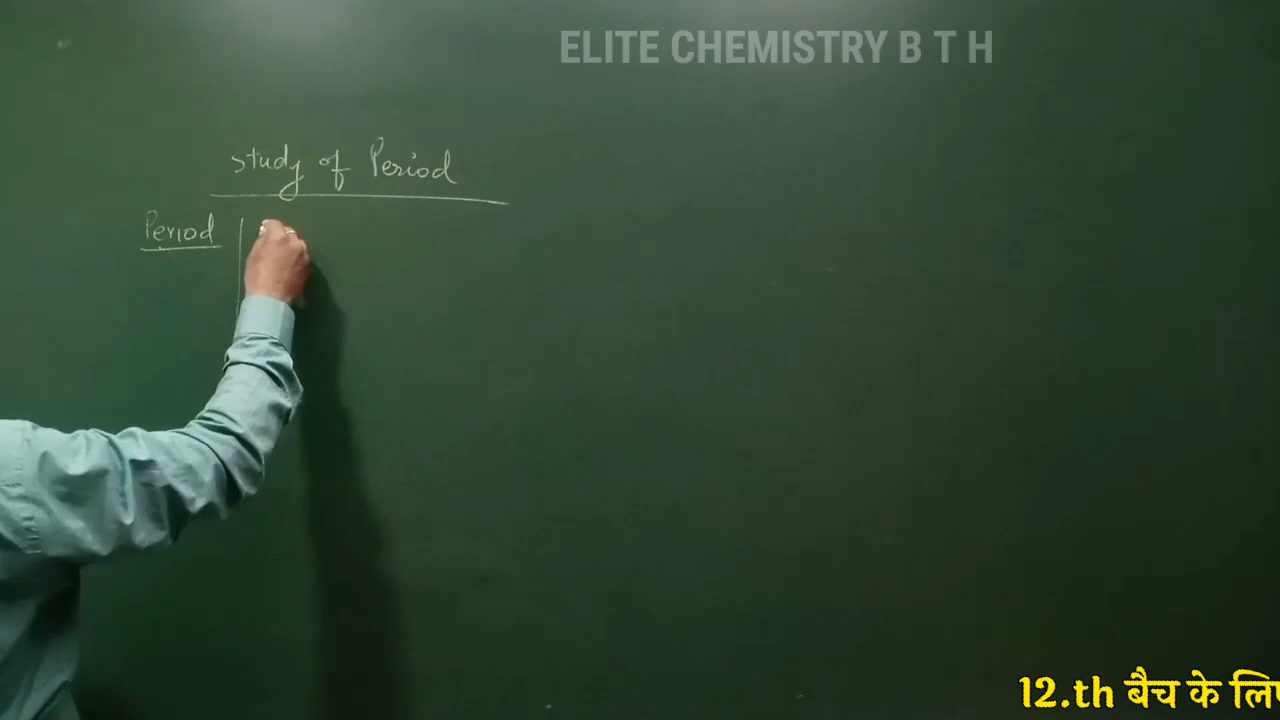 ELITE CHEMISTRY B T H
study of Period
Period
12.th बैच के